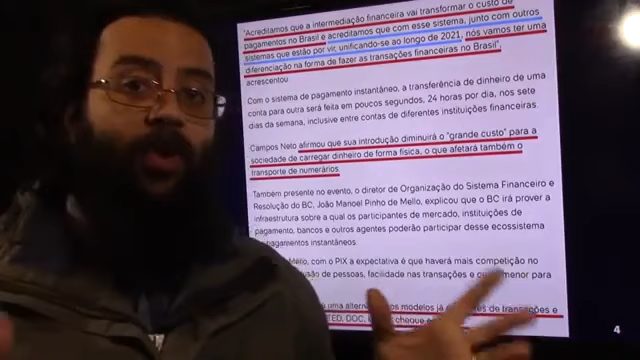 "Acreditamos que a intermediação financeira vai transformar o custo de
pagamentos no Brasil e acreditamos que com esse sistema, junto com outros
sistemas que estão por vir, unificando-se ao longo de 2021, nós vamos ter uma
diferenciação na forma de fazer as transações financeiras no Brasil",
acrescentou
Com o sistema de pagamento instantâneo, a transferência de dinheiro de uma
conta para outra será feita em poucos segundos, 24 horas por dia, nos sete
dias da semana, inclusive entre contas de diferentes instituições financeiras.
Campos Neto afirmou que sua introdução diminuirá o "grande custo" para a
sociedade de carregar dinheiro de forma física, o que afetará também o
transporte de numerários.
Também presente no evento, o diretor de Organização do Sistema Financeiro e
Resolução do BC, João Manoel Pinho de Mello, explicou que o BC irá prover a
infraestrutura sobre a qual os participantes de mercado, instituições de
pagamento, bancos e outros agentes poderão participar desse ecossistema
pagamentos instantâneos.
Mello, com o PIX a expectativa é que haverá mais competição no
de pessoas, facilidade nas transações e menor para
uma os modelos já de transações e
TED, DOC, cheque
4